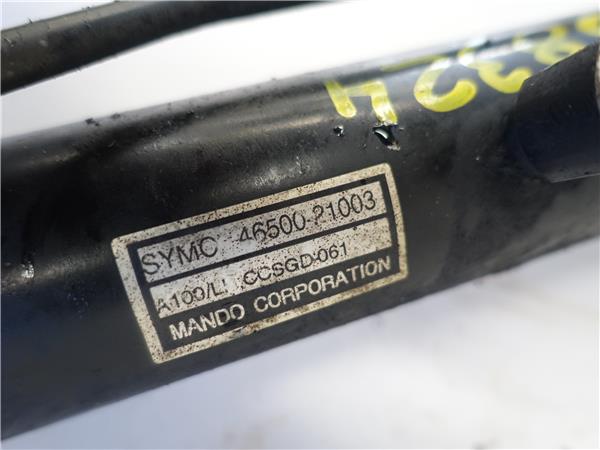 SYMC 46500-21003
A100/L CCSGD-061
MANDO CORPORATION